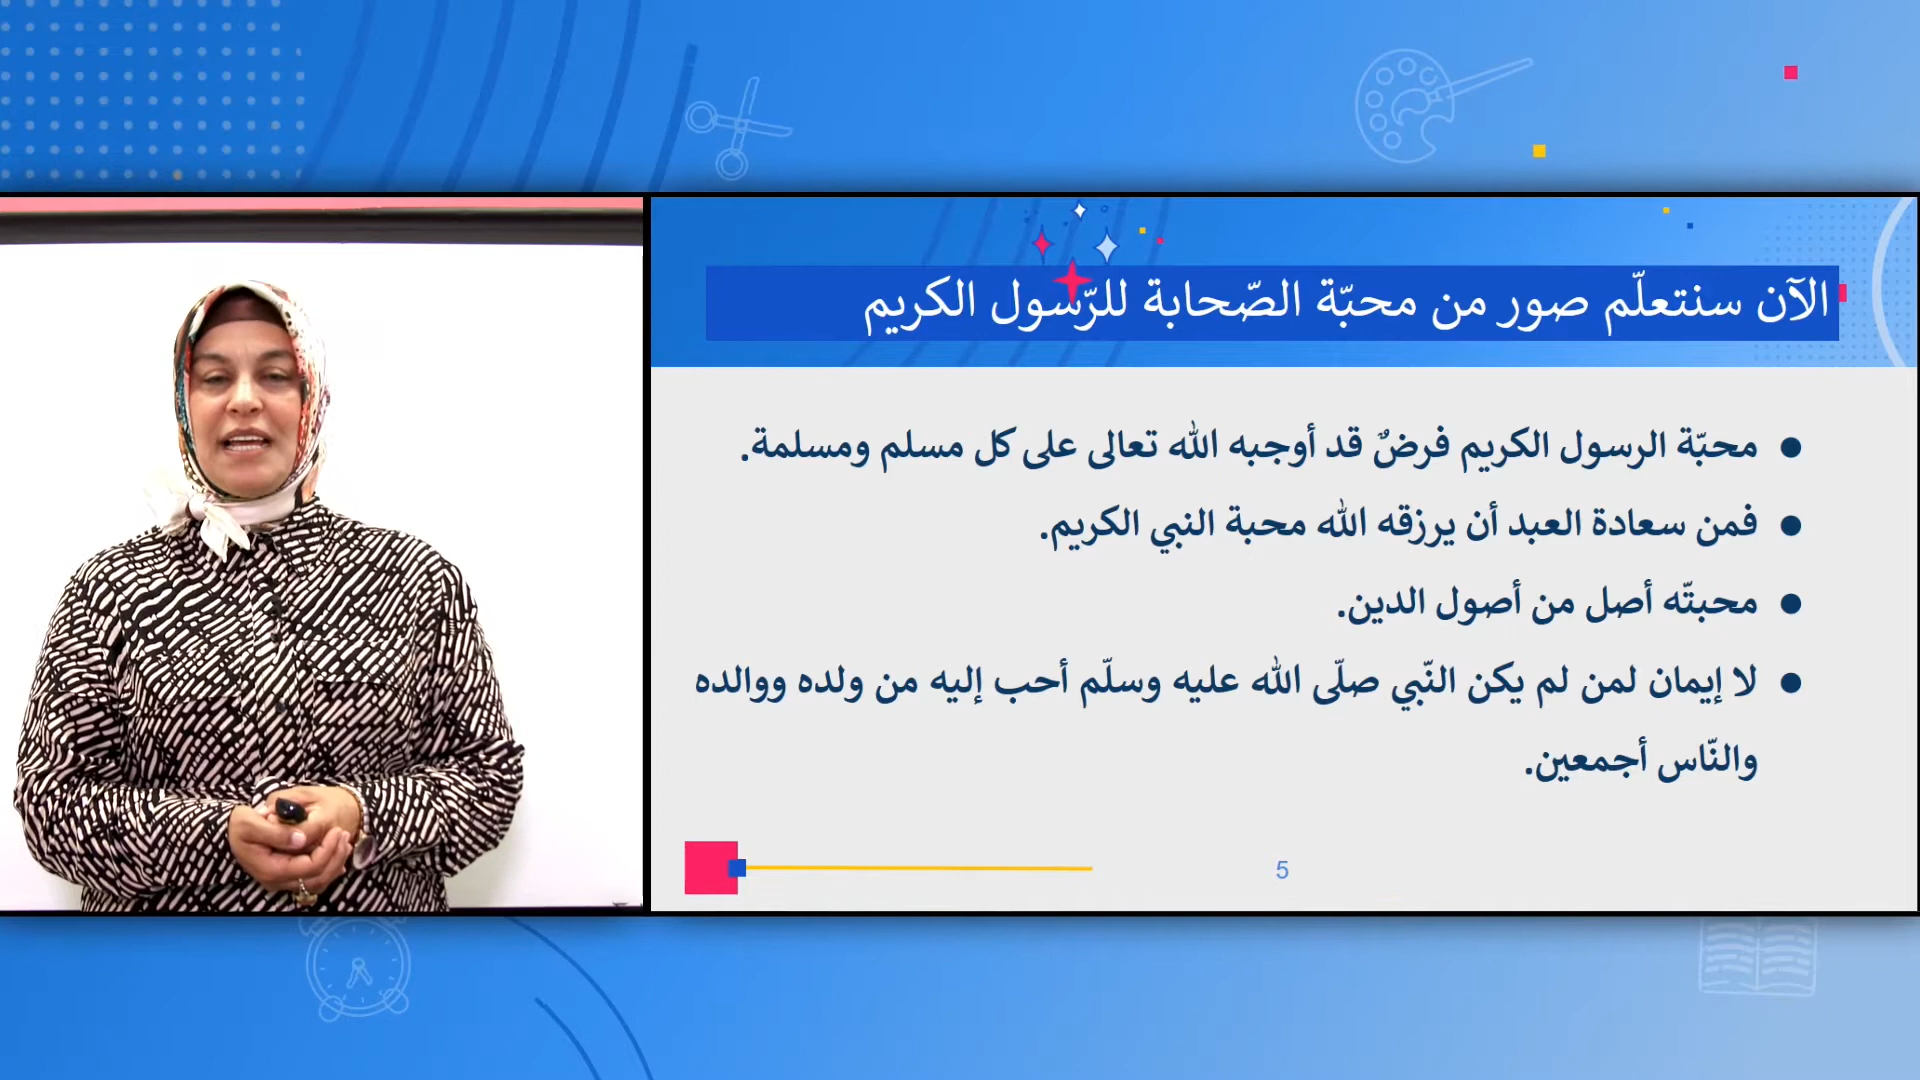 الآن سنتعلّم صور من محبّة الصّحابة للرّسول الكريم
● محبّة الرسول الكريم فرضٌ قد أوجبه الله تعالى على كل مسلم ومسلمة.
● فمن سعادة العبد أن يرزقه الله محبة النبي الكريم.
● محبتّه أصل من أصول الدين.
● لا إيمان لمن لم يكن النّبي صلّى الله عليه وسلّم أحب إليه من ولده ووالده
والنّاس أجمعين.
5